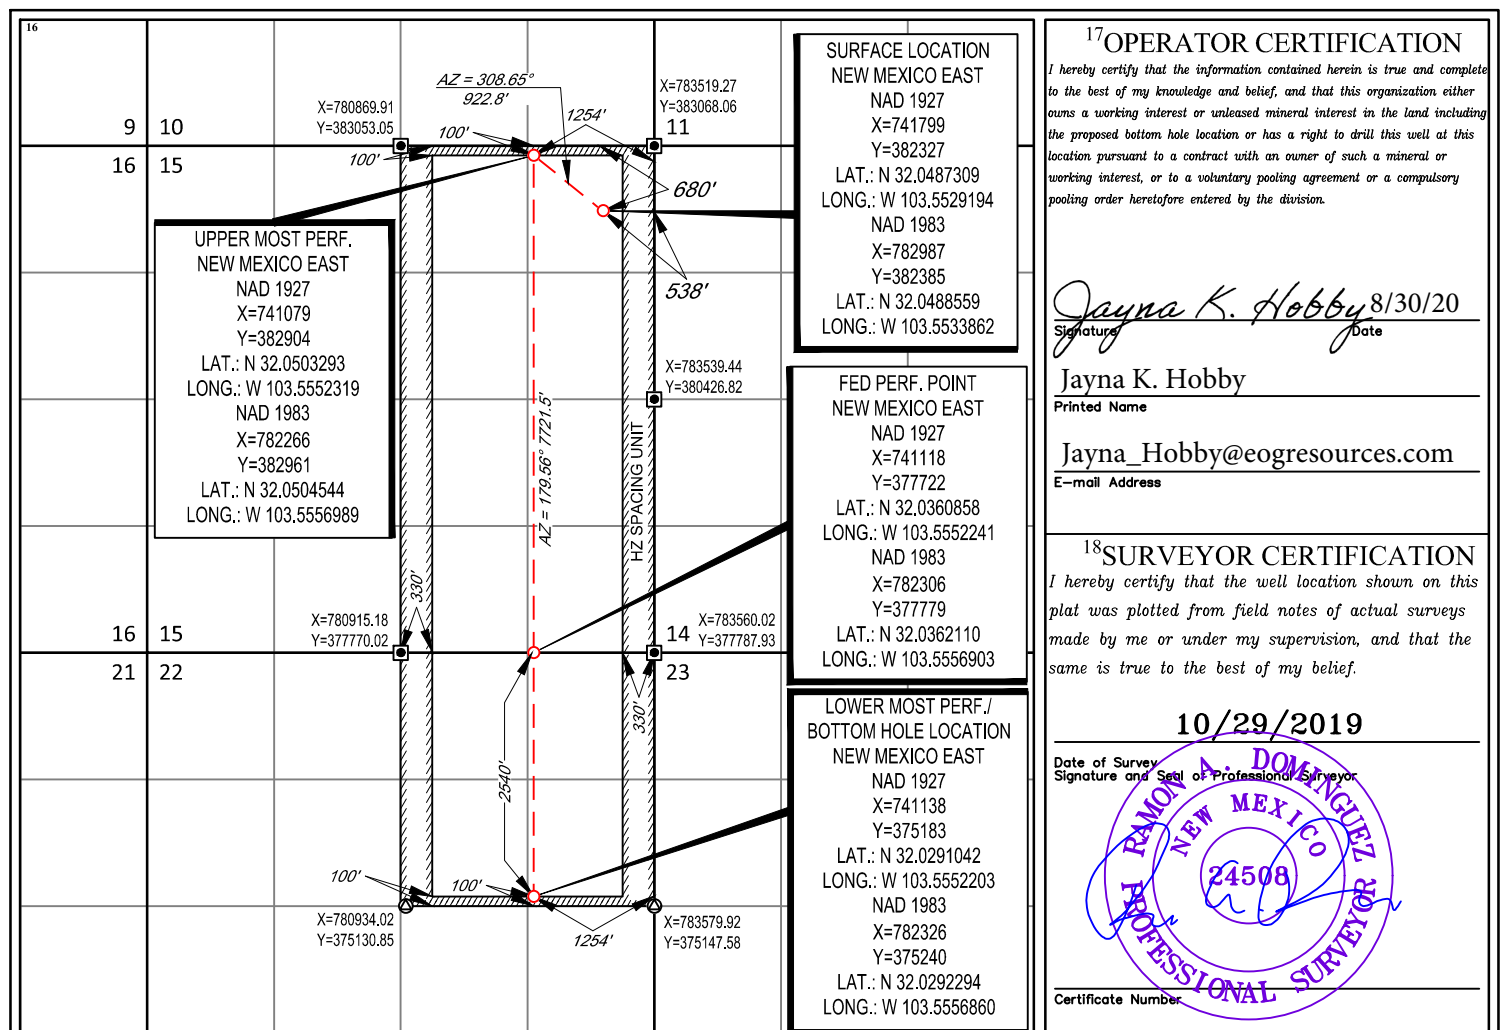 16
AZ = 308.65°
922.8'
X=780869.91
Y=383053.05
X=783519.27
Y=383068.06
9 10
16 15
11
100'
1254'
100'
680'
538'
UPPER MOST PERF.
NEW MEXICO EAST
NAD 1927
X=741079
Y=382904
LAT.: N 32.0503293
LONG.: W 103.5552319
NAD 1983
X=782266
Y=382961
LAT.: N 32.0504544
LONG.: W 103.5556989
SURFACE LOCATION
NEW MEXICO EAST
NAD 1927
X=741799
Y=382327
LAT.: N 32.0487309
LONG.: W 103.5529194
NAD 1983
X=782987
Y=382385
LAT.: N 32.0488559
LONG.: W 103.5533862
X=783539.44
Y=380426.82
AZ = 179.56° 7721.5'
HZ SPACING UNIT
FED PERF. POINT
NEW MEXICO EAST
NAD 1927
X=741118
Y=377722
LAT.: N 32.0360858
LONG.: W 103.5552241
NAD 1983
X=782306
Y=377779
LAT.: N 32.0362110
LONG.: W 103.5556903
330'
X=780915.18
Y=377770.02
X=783560.02
Y=377787.93
16 15
21 22
14
23
330'
2540'
LOWER MOST PERF./
BOTTOM HOLE LOCATION
NEW MEXICO EAST
NAD 1927
X=741138
Y=375183
LAT.: N 32.0291042
LONG.: W 103.5552203
NAD 1983
X=782326
Y=375240
LAT.: N 32.0292294
LONG.: W 103.5556860
100'
100'
1254'
X=780934.02
Y=375130.85
X=783579.92
Y=375147.58
17OPERATOR CERTIFICATION
I hereby certify that the information contained herein is true and complete
to the best of my knowledge and belief, and that this organization either
owns a working interest or unleased mineral interest in the land including
the proposed bottom hole location or has a right to drill this well at this
location pursuant to a contract with an owner of such a mineral or
working interest, or to a voluntary pooling agreement or a compulsory
pooling order heretofore entered by the division.
Jayna K. Hobby 8/30/20
Signature Date
Jayna K. Hobby
Printed Name
Jayna_Hobby@eogresources.com
E-mail Address
18SURVEYOR CERTIFICATION
I hereby certify that the well location shown on this
plat was plotted from field notes of actual surveys
made by me or under my supervision, and that the
same is true to the best of my belief.
10/29/2019
Date of Survey
Signature and Seal of Professional Surveyor
RAMON A. DOMINGUEZ
NEW MEXICO
24508
PROFESSIONAL SURVEYOR
Certificate Number